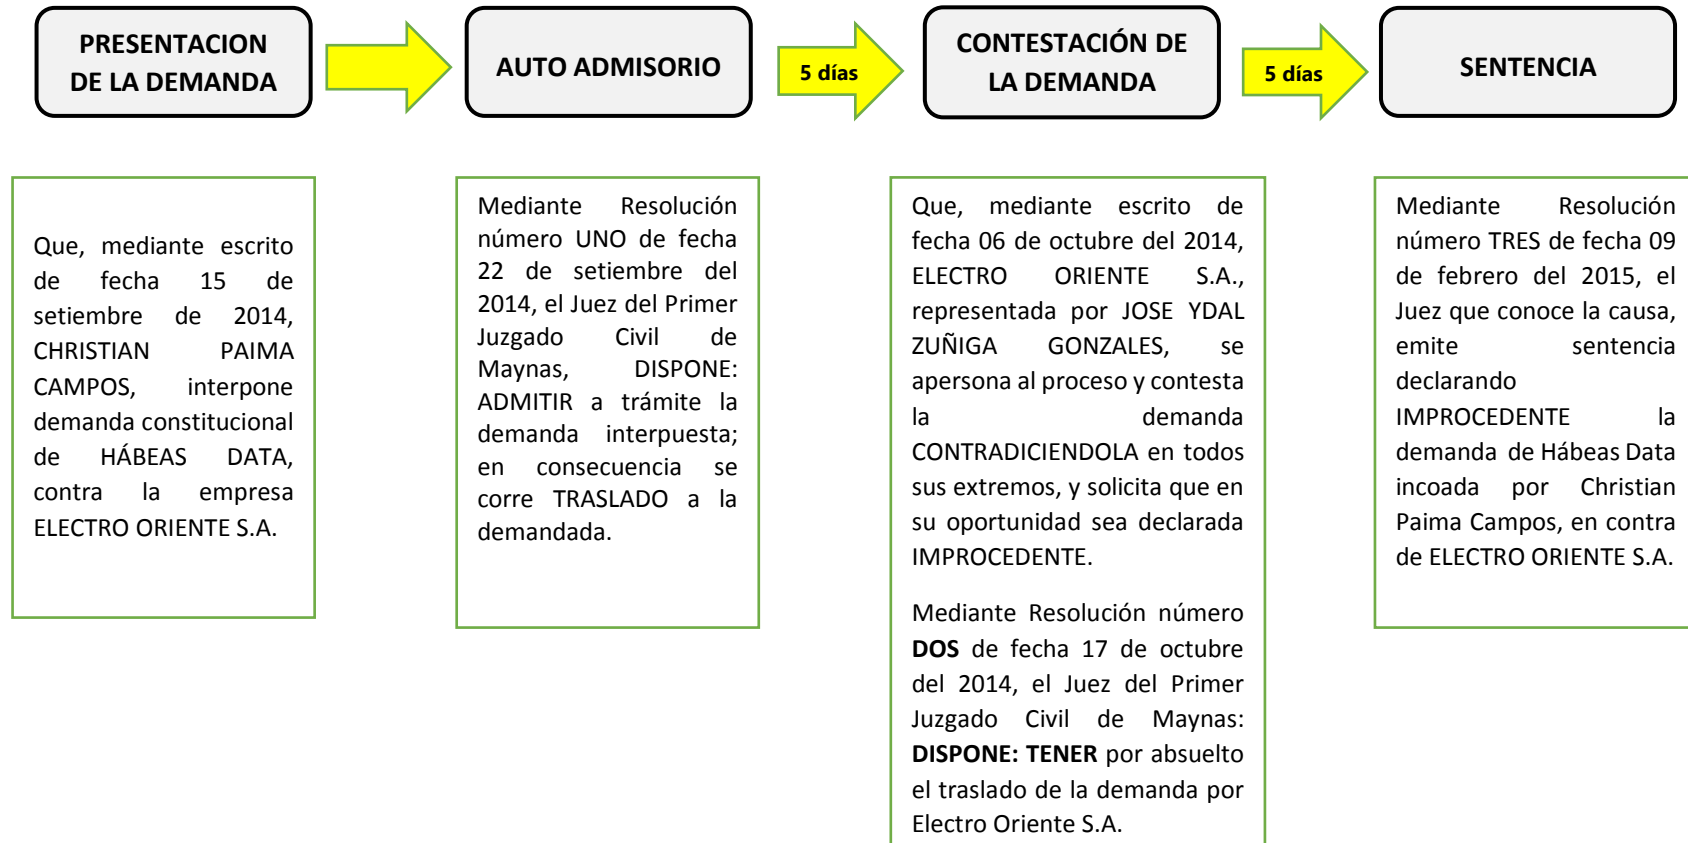 PRESENTACION
DE LA DEMANDA
AUTO ADMISORIO
5 días
CONTESTACIÓN DE
LA DEMANDA
5 días
SENTENCIA
Que, mediante escrito
de fecha 15 de
setiembre de 2014,
CHRISTIAN PAIMA
CAMPOS, interpone
demanda constitucional
de HÁBEAS DATA,
contra la empresa
ELECTRO ORIENTE S.A.
Mediante Resolución
número UNO de fecha
22 de setiembre del
2014, el Juez del Primer
Juzgado Civil de
Maynas, DISPONE:
ADMITIR a trámite la
demanda interpuesta;
en consecuencia se
corre TRASLADO a la
demandada.
Que, mediante escrito de
fecha 06 de octubre del 2014,
ELECTRO ORIENTE S.A.,
representada por JOSE YDAL
ZUÑIGA GONZALES, se
apersona al proceso y contesta
la demanda
CONTRADICIENDOLA en todos
sus extremos, y solicita que en
su oportunidad sea declarada
IMPROCEDENTE.
Mediante Resolución número
DOS de fecha 17 de octubre
del 2014, el Juez del Primer
Juzgado Civil de Maynas:
DISPONE: TENER por absuelto
el traslado de la demanda por
Electro Oriente S.A.
Mediante Resolución
número TRES de fecha 09
de febrero del 2015, el
Juez que conoce la causa,
emite sentencia
declarando
IMPROCEDENTE la
demanda de Hábeas Data
incoada por Christian
Paima Campos, en contra
de ELECTRO ORIENTE S.A.